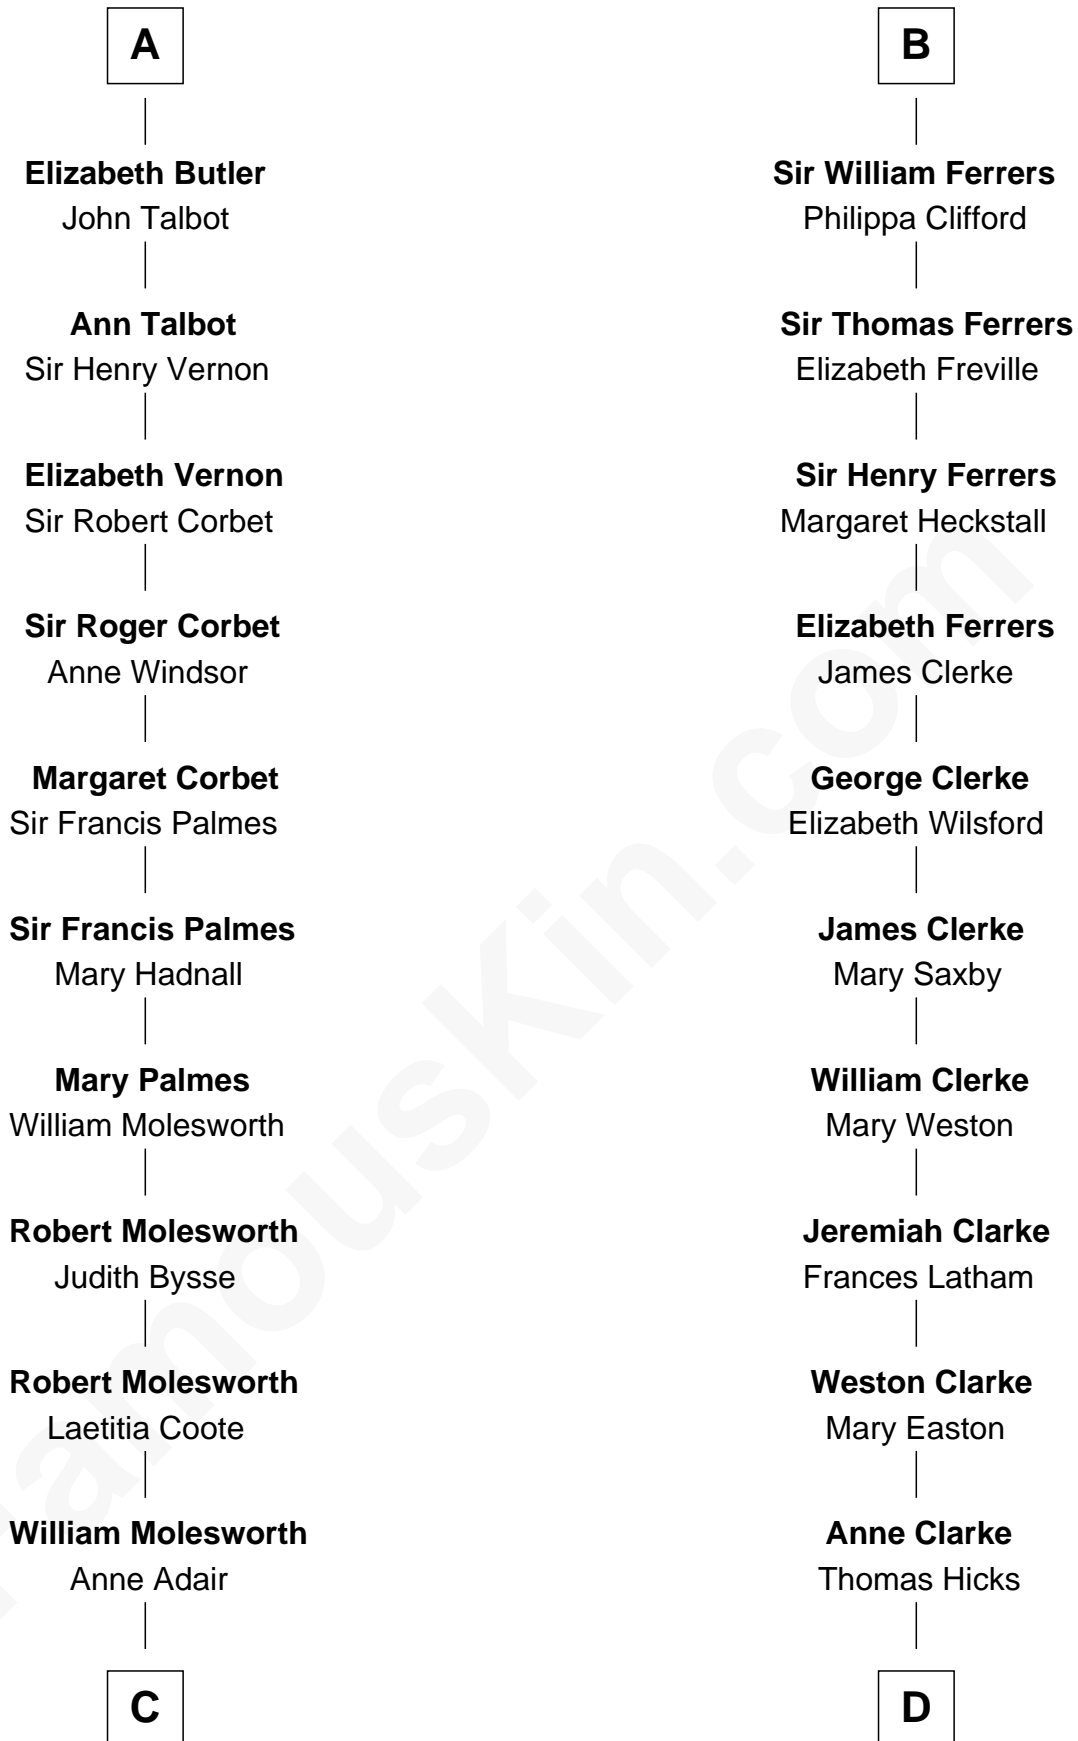 A
Elizabeth Butler
John Talbot
Ann Talbot
Sir Henry Vernon
Elizabeth Vernon
Sir Robert Corbet
Sir Roger Corbet
Anne Windsor
Margaret Corbet
Sir Francis Palmes
Sir Francis Palmes
Mary Hadnall
Mary Palmes
William Molesworth
Robert Molesworth
Judith Bysse
Robert Molesworth
Laetitia Coote
William Molesworth
Anne Adair
C
B
Sir William Ferrers
Philippa Clifford
Sir Thomas Ferrers
Elizabeth Freville
Sir Henry Ferrers
Margaret Heckstall
Elizabeth Ferrers
James Clerke
George Clerke
Elizabeth Wilsford
James Clerke
Mary Saxby
William Clerke
Mary Weston
Jeremiah Clarke
Frances Latham
Weston Clarke
Mary Easton
Anne Clarke
Thomas Hicks
D
FamousKin.com